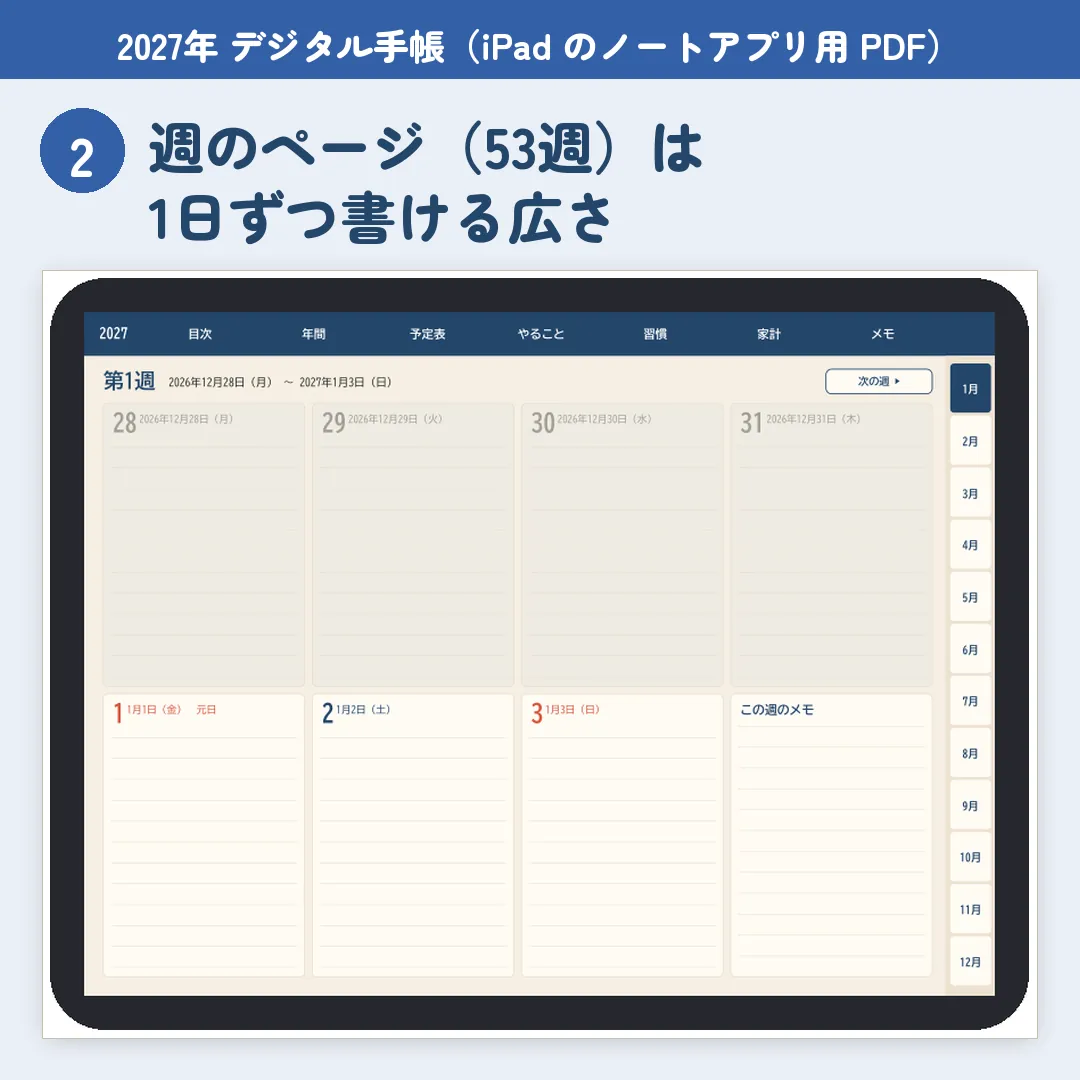 2027年 デジタル手帳（iPad のノートアプリ用 PDF）
2
週のページ（53週）は
1日ずつ書ける広さ
2027 目次 年間 予定表 やること 習慣 家計 メモ
第1週 2026年12月28日（月） ～ 2027年1月3日（日） 次の週 ▶
28 2026年12月28日（月）
29 2026年12月29日（火）
30 2026年12月30日（水）
31 2026年12月31日（木）
1 1月1日（金） 元日
2 1月2日（土）
3 1月3日（日）
この週のメモ
1月
2月
3月
4月
5月
6月
7月
8月
9月
10月
11月
12月